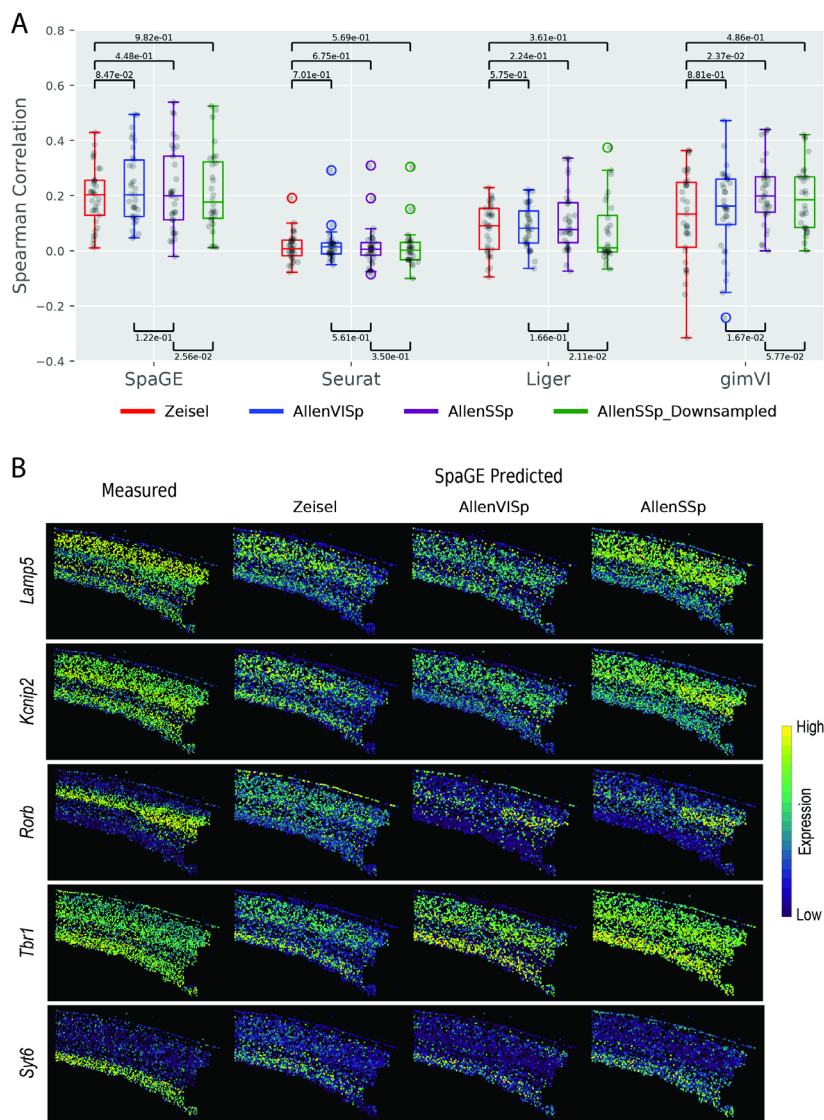 A
0.8
0.6
0.4
0.2
0.0
−0.2
−0.4
Spearman Correlation
9.82e-01
4.48e-01
8.47e-02
5.69e-01
6.75e-01
7.01e-01
3.61e-01
2.24e-01
5.75e-01
4.86e-01
2.37e-02
8.81e-01
1.22e-01
2.56e-02
5.61e-01
3.50e-01
1.66e-01
2.11e-02
1.67e-02
5.77e-02
SpaGE Seurat Liger gimVI
Zeisel AllenVISp AllenSSp AllenSSp_Downsampled
B
Measured
SpaGE Predicted
Zeisel AllenVISp AllenSSp
Lamp5
Kcnip2
Rorb
Tbr1
Syt6
High
Expression
Low